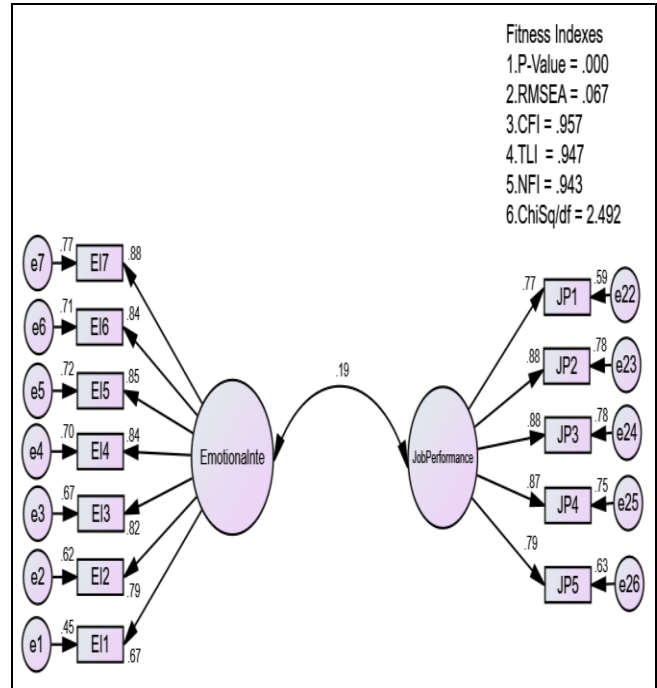 Fitness Indexes
1.P-Value = .000
2.RMSEA = .067
3.CFI = .957
4.TLI = .947
5.NFI = .943
6.ChiSq/df = 2.492
e7
.77
EI7
.88
e6
.71
EI6
.84
e5
.72
EI5
.85
e4
.70
EI4
.84
e3
.67
EI3
.82
e2
.62
EI2
.79
e1
.45
EI1
.67
EmotionaInte
.19
JobPerformance
.77
JP1
.59
e22
.88
JP2
.78
e23
.88
JP3
.78
e24
.87
JP4
.75
e25
.79
JP5
.63
e26